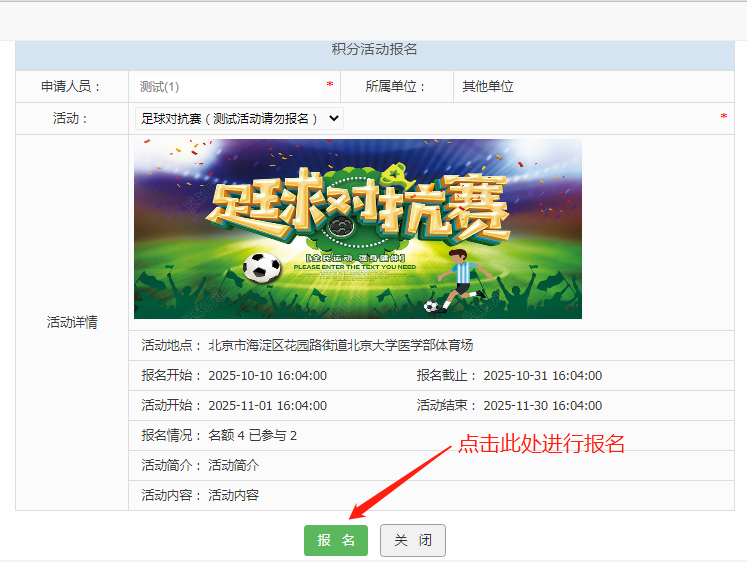 积分活动报名
申请人员： 测试(1) * 所属单位： 其他单位
活动： 足球对抗赛（测试活动请勿报名） *
足球对抗赛
【全民运动 强身健体】
PLEASE ENTER THE TEXT YOU NEED
活动详情
活动地点： 北京市海淀区花园路街道北京大学医学部体育场
报名开始： 2025-10-10 16:04:00 报名截止： 2025-10-31 16:04:00
活动开始： 2025-11-01 16:04:00 活动结束： 2025-11-30 16:04:00
报名情况： 名额 4 已参与 2
点击此处进行报名
活动简介： 活动简介
活动内容： 活动内容
报 名 关 闭